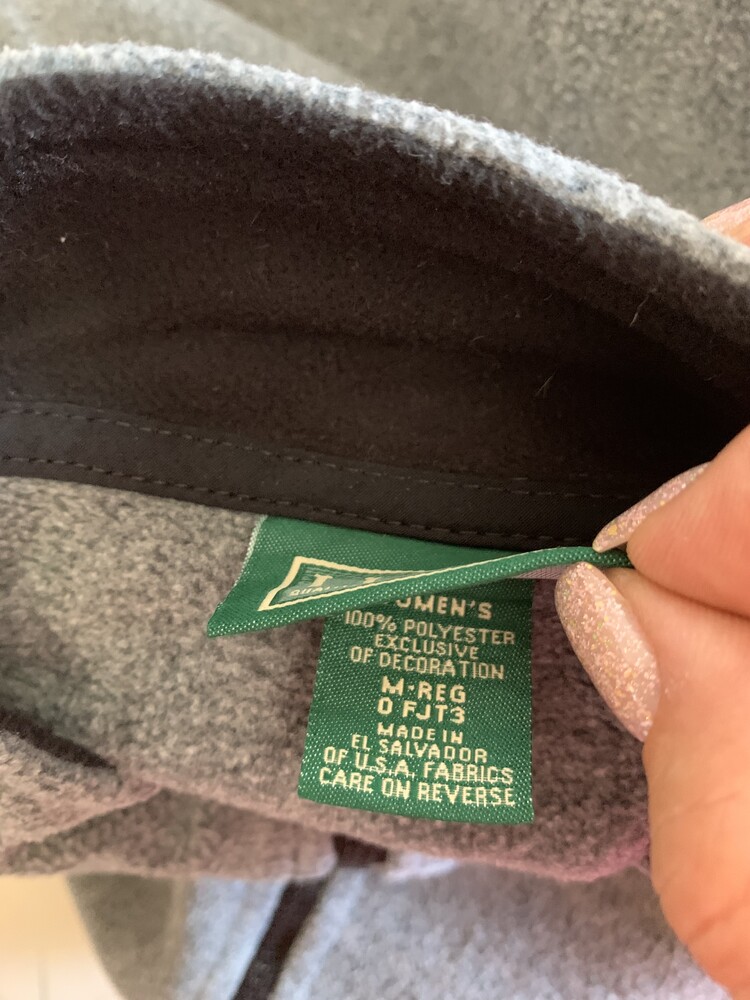 OMEN'S
100% POLYESTER
EXCLUSIVE
OF DECORATION
M-REG
0 FJT3
MADE IN
EL SALVADOR
OF U.S.A. FABRICS
CARE ON REVERSE